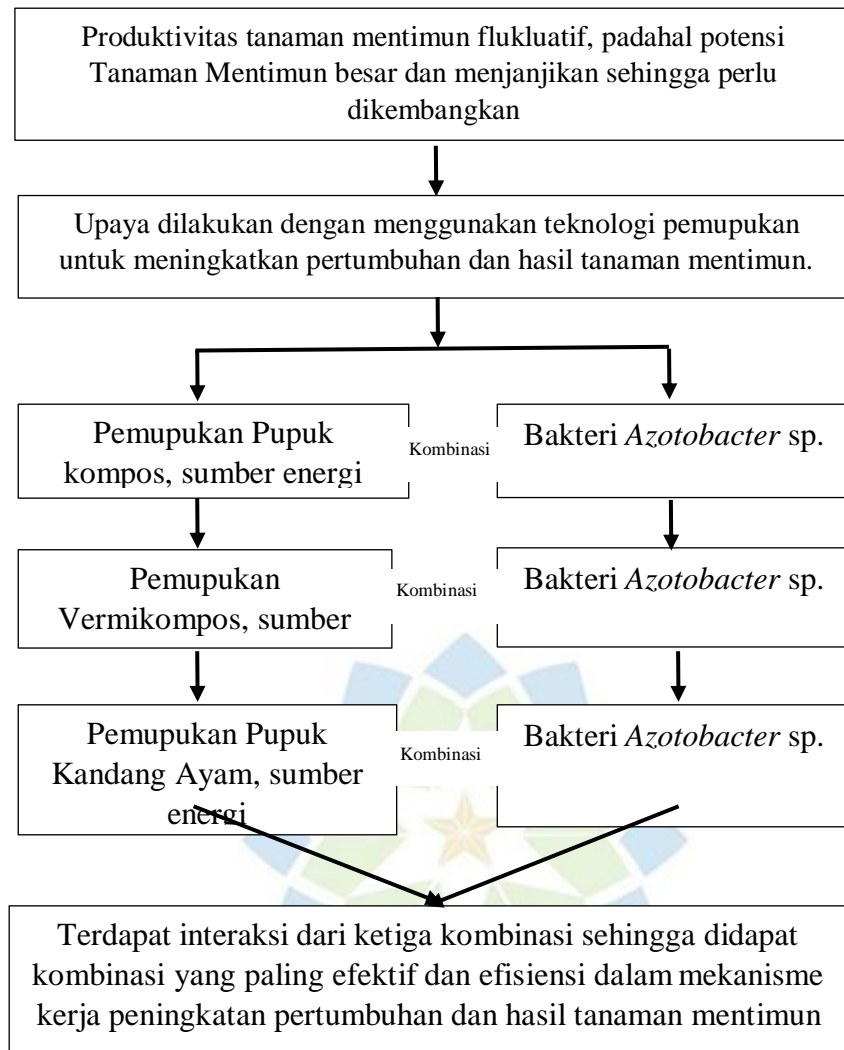 Produktivitas tanaman mentimun flukluatif, padahal potensi
Tanaman Mentimun besar dan menjanjikan sehingga perlu
dikembangkan
Upaya dilakukan dengan menggunakan teknologi pemupukan
untuk meningkatkan pertumbuhan dan hasil tanaman mentimun.
Pemupukan Pupuk
kompos, sumber energi
Kombinasi
Bakteri Azotobacter sp.
Pemupukan
Vermikompos, sumber
Kombinasi
Bakteri Azotobacter sp.
Pemupukan Pupuk
Kandang Ayam, sumber
energi
Kombinasi
Bakteri Azotobacter sp.
Terdapat interaksi dari ketiga kombinasi sehingga didapat
kombinasi yang paling efektif dan efisiensi dalam mekanisme
kerja peningkatan pertumbuhan dan hasil tanaman mentimun